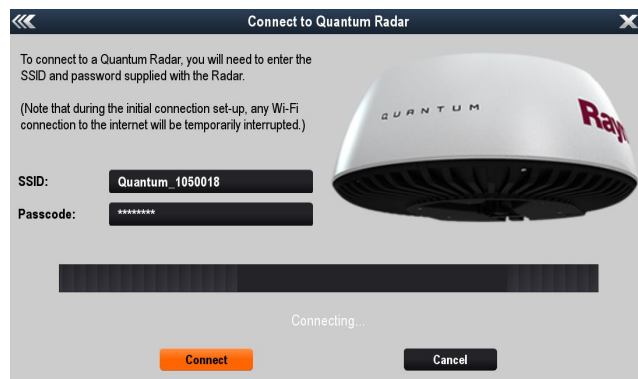 Connect to Quantum Radar
To connect to a Quantum Radar, you will need to enter the
SSID and password supplied with the Radar.
(Note that during the initial connection set-up, any Wi-Fi
connection to the internet will be temporarily interrupted.)
QUANTUM
Ray
SSID: Quantum_1050018
Passcode: ********
Connecting...
Connect Cancel